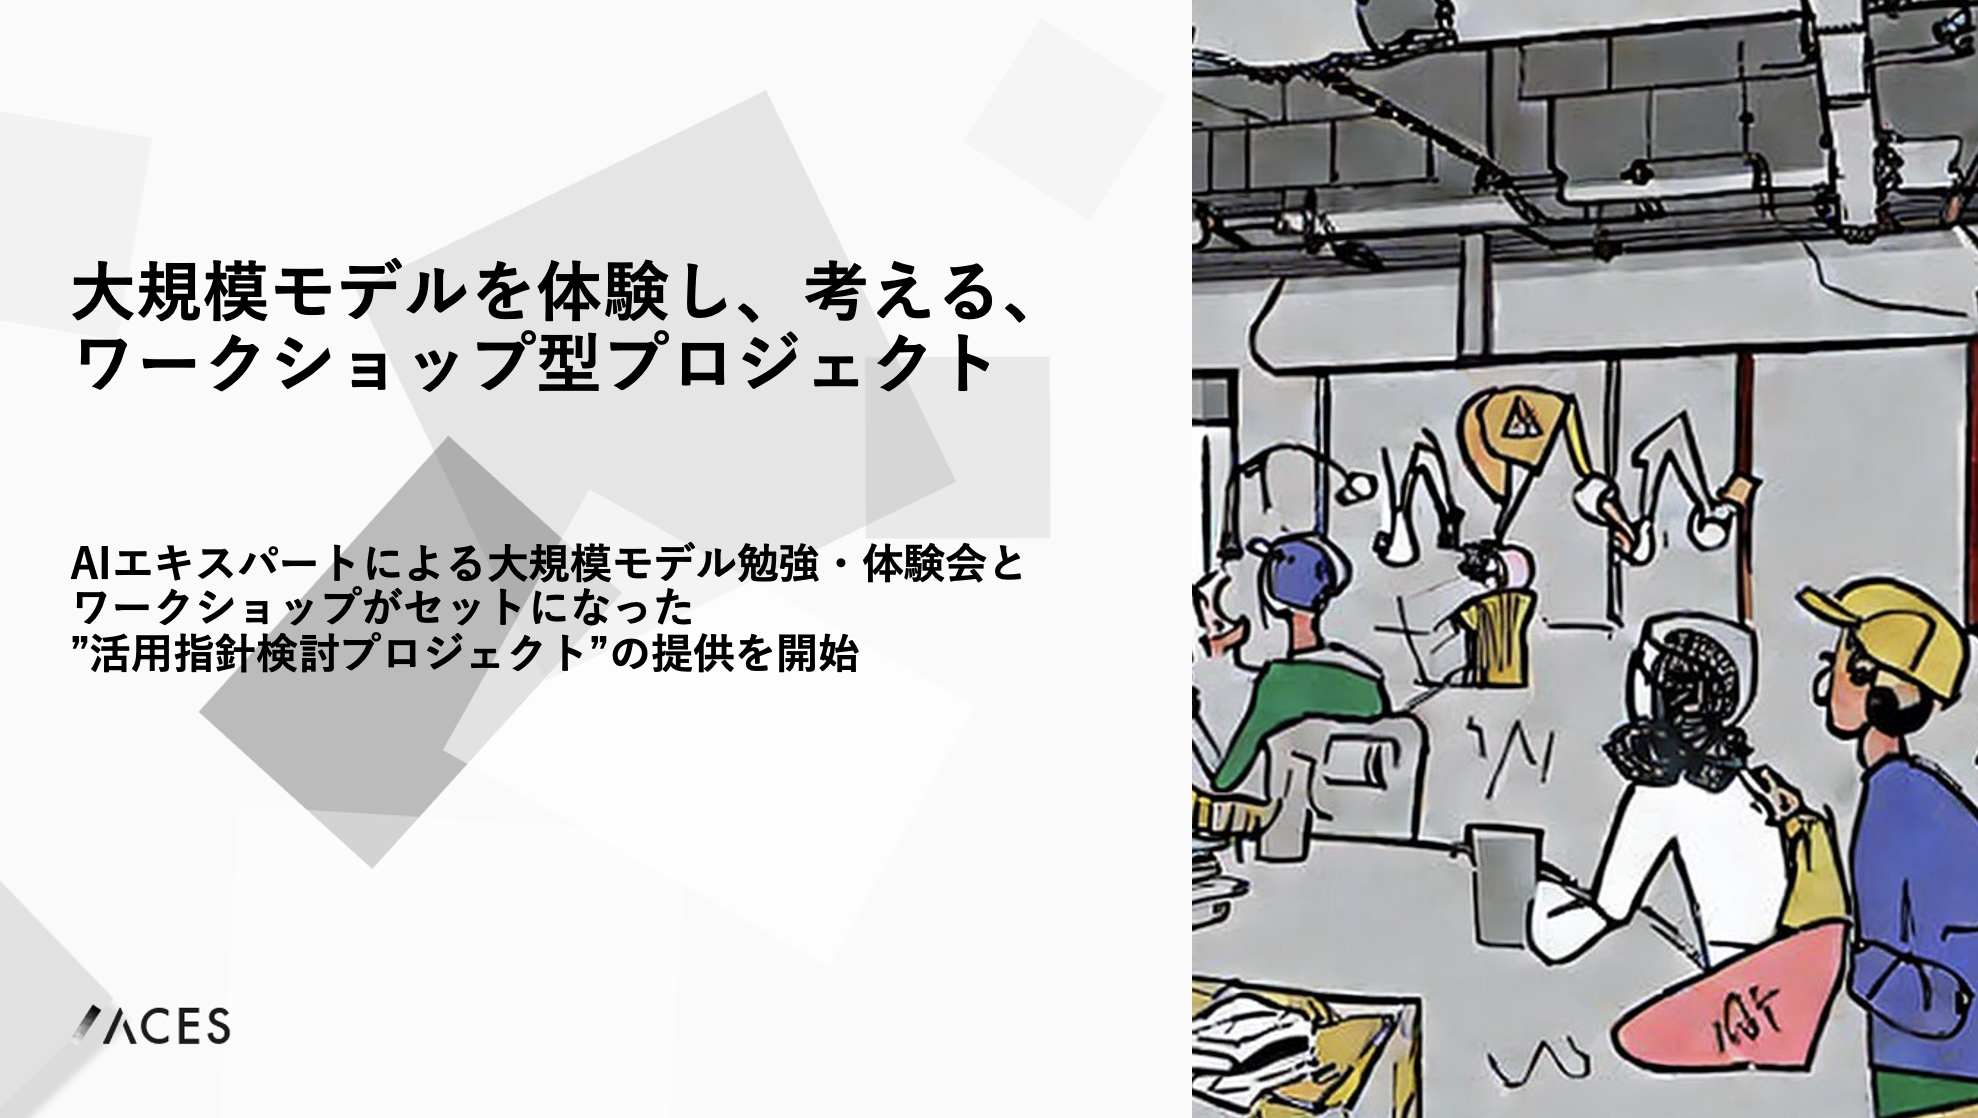 大規模モデルを体験し、考える、
ワークショップ型プロジェクト
AIエキスパートによる大規模モデル勉強・体験会と
ワークショップがセットになった
”活用指針検討プロジェクト”の提供を開始
ACES